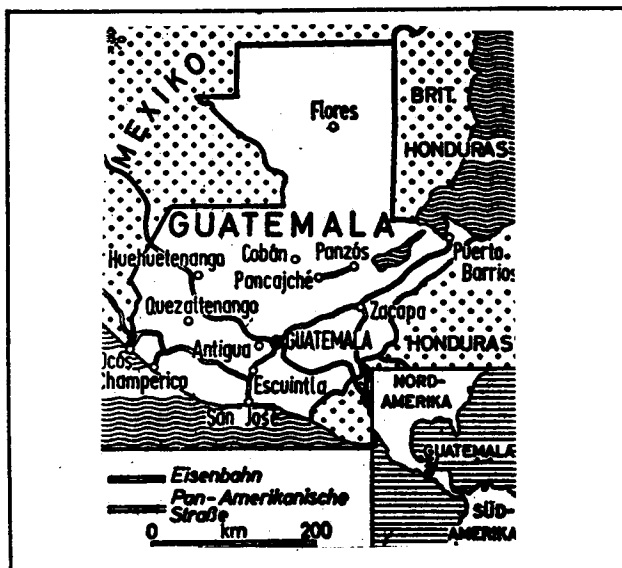 MEXIKO
Flores
BRIT.
HONDURAS
GUATEMALA
Huehuetenango
Cobán
Panzós
Pancajché
Puerto
Barrios
Quezaltenango
Zacapa
Antigua
GUATEMALA
HONDURAS
Ocós
Champerico
Escuintla
San José
NORD-
AMERIKA
GUATEMALA
SÜD-
AMERIKA
Eisenbahn
Pan-Amerikanische
Straße
0 km 200